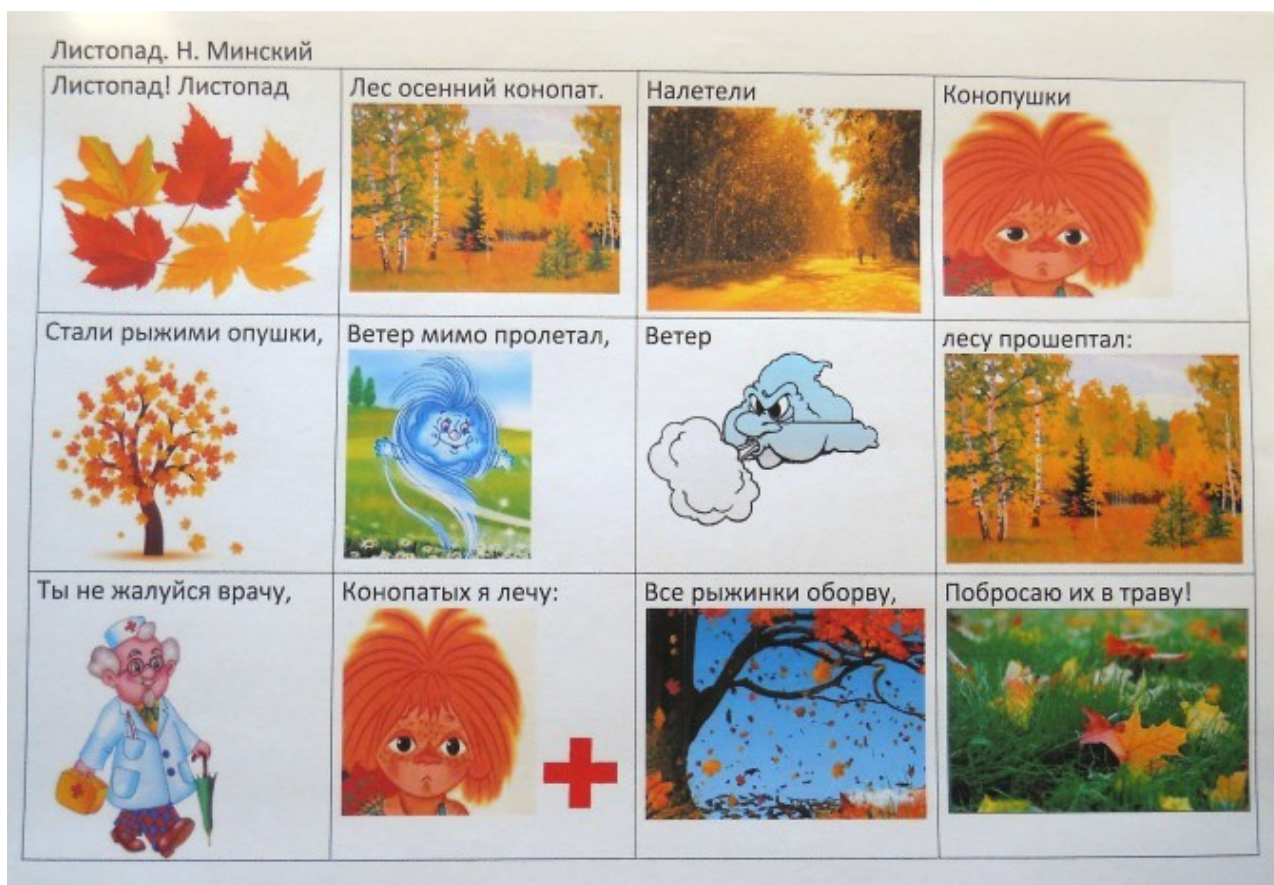 Листопад. Н. Минский
Листопад! Листопад
Лес осенний конопат.
Налетели
Конопушки
Стали рыжими опушки,
Ветер мимо пролетал,
Ветер
лесу прошептал:
Ты не жалуйся врачу,
Конопатых я лечу:
Все рыжинки оборву,
Побросаю их в траву!